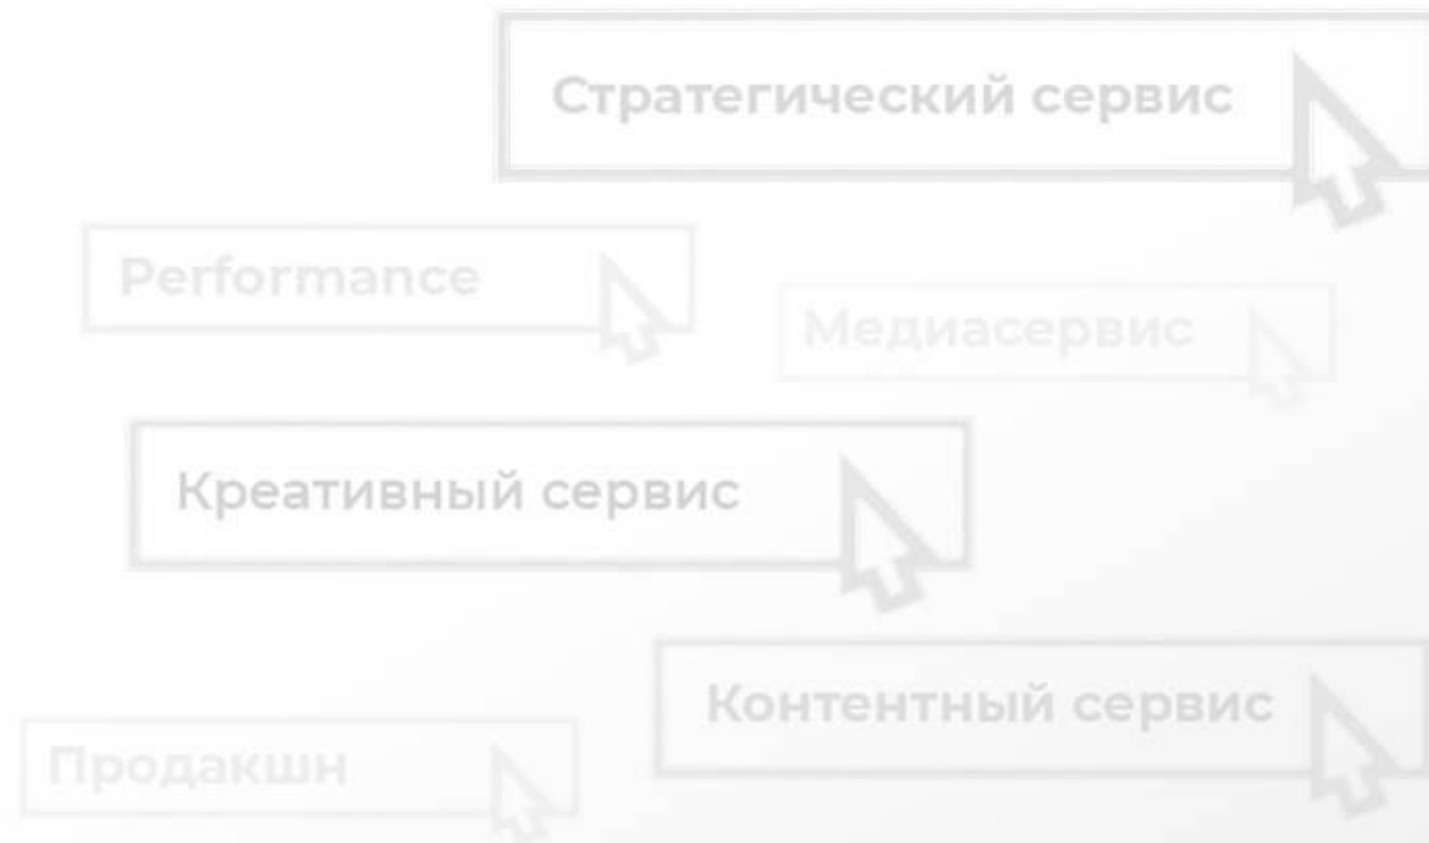 Стратегический сервис
Performance
Медиасервис
Креативный сервис
Контентный сервис
Продакшн